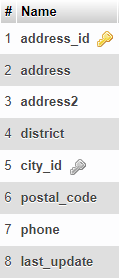 # Name
1 address_id
2 address
3 address2
4 district
5 city_id
6 postal_code
7 phone
8 last_update